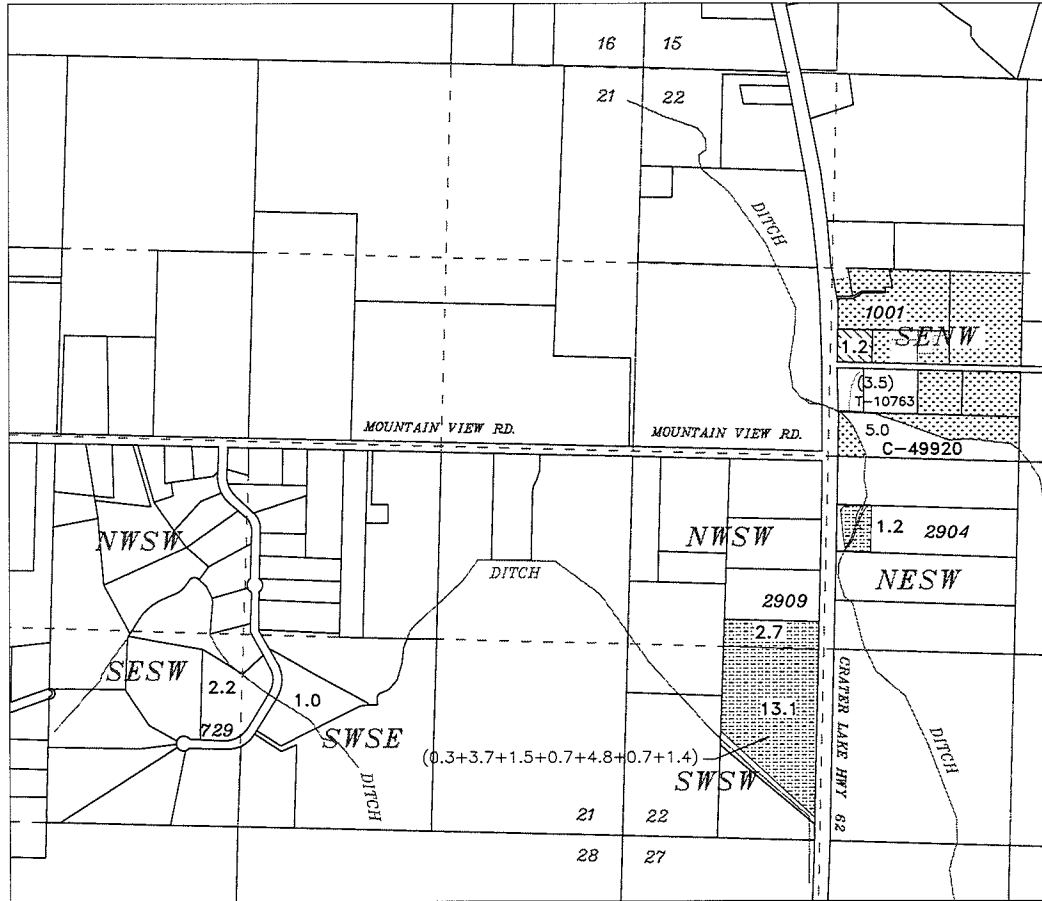 16 15
21 22
DITCH
1001
SENW
1.2
(3.5)
T-10763
5.0
C-49920
MOUNTAIN VIEW RD.
MOUNTAIN VIEW RD.
NWSW
NWSW
1.2 2904
DITCH
NESW
2909
2.7
SESW
2.2
1.0
729
SWSE
13.1
CRATER LAKE HWY 62
DITCH
(0.3+3.7+1.5+0.7+4.8+0.7+1.4)
SWSW
DITCH
21 22
28 27